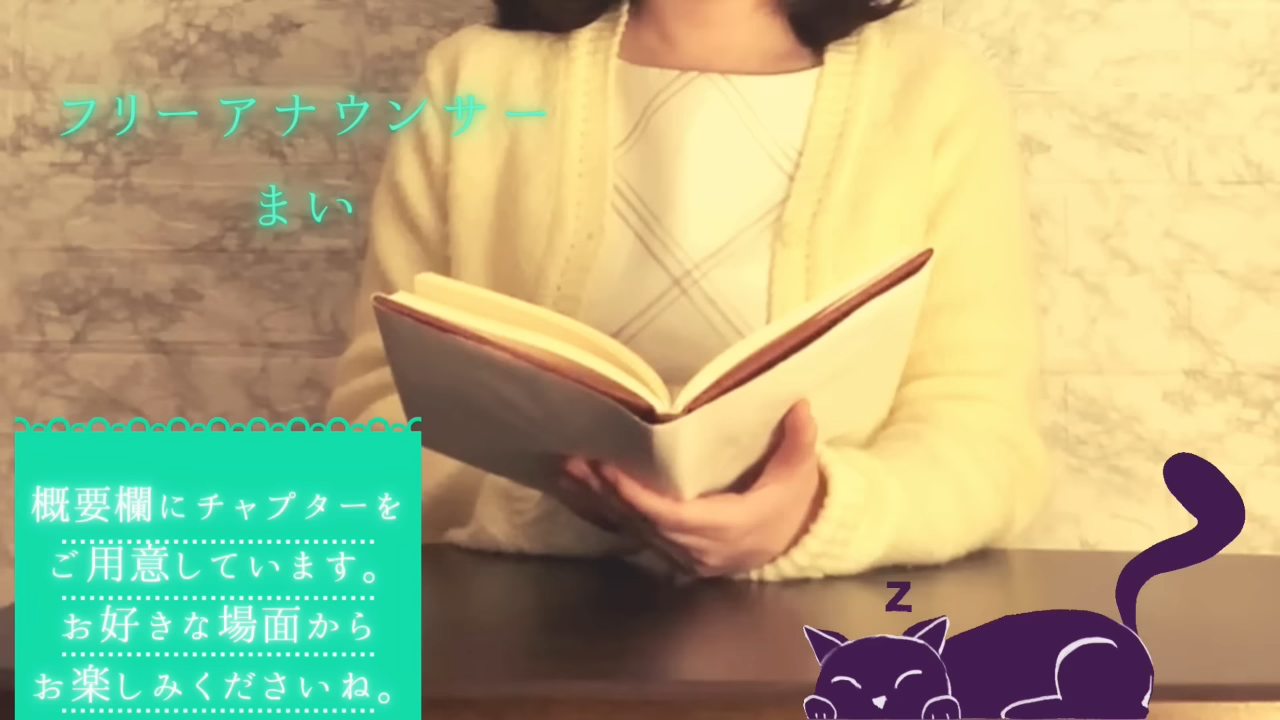 フリーアナウンサー
まい
概要欄にチャプターを
ご用意しています。
お好きな場面から
お楽しみくださいね。
z